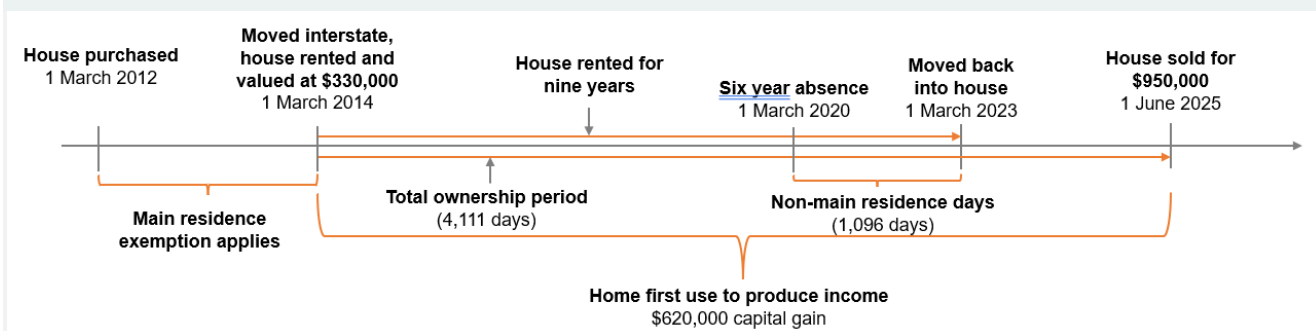 House purchased
1 March 2012
Moved interstate,
house rented and
valued at $330,000
1 March 2014
House rented for
nine years
Six year absence
1 March 2020
Moved back
into house
1 March 2023
House sold for
$950,000
1 June 2025
Main residence
exemption applies
Total ownership period
(4,111 days)
Non-main residence days
(1,096 days)
Home first use to produce income
$620,000 capital gain